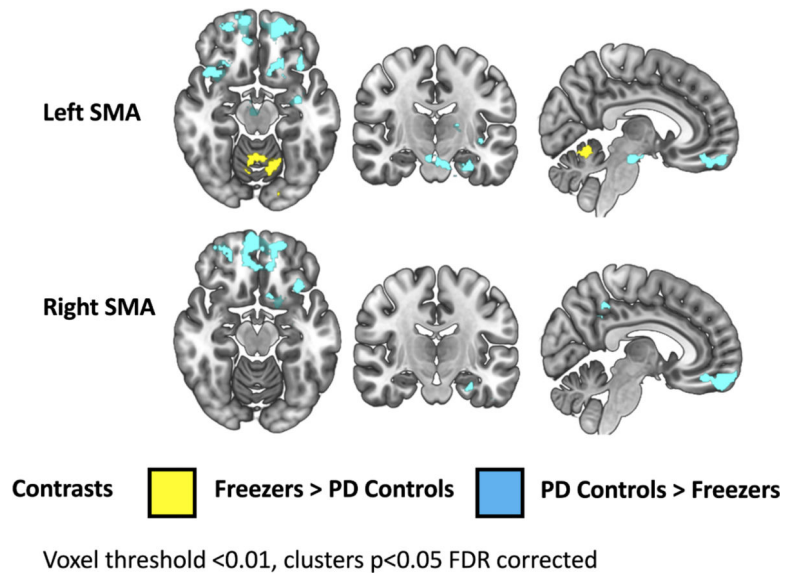 Left SMA
Right SMA
Contrasts
Freezers > PD Controls
PD Controls > Freezers
Voxel threshold <0.01, clusters p<0.05 FDR corrected